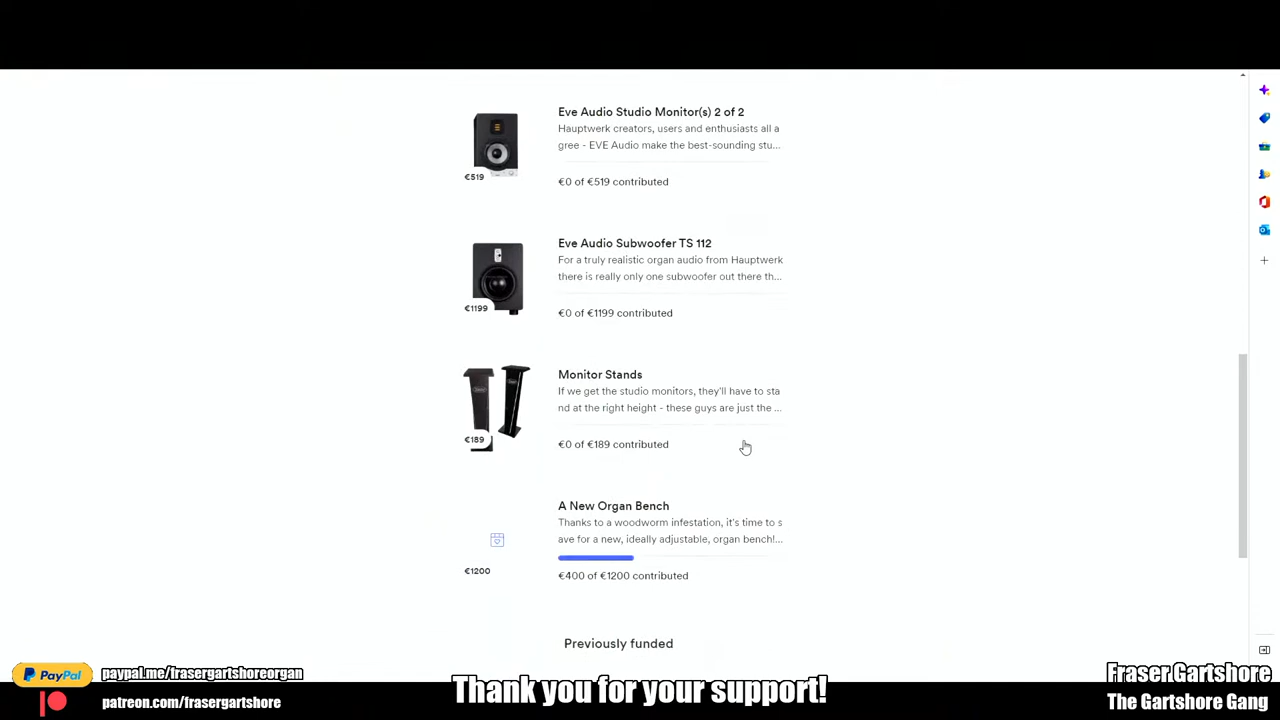 Eve Audio Studio Monitor(s) 2 of 2
Hauptwerk creators, users and enthusiasts all a
gree - EVE Audio make the best-sounding stu...
€519
€0 of €519 contributed
Eve Audio Subwoofer TS 112
For a truly realistic organ audio from Hauptwerk
there is really only one subwoofer out there th...
€1199
€0 of €1199 contributed
Monitor Stands
If we get the studio monitors, they'll have to sta
nd at the right height - these guys are just the ...
€189
€0 of €189 contributed
A New Organ Bench
Thanks to a woodworm infestation, it's time to s
ave for a new, ideally adjustable, organ bench!...
€1200
€400 of €1200 contributed
Previously funded
PayPal
paypal.me/frasergartshoreorgan
patreon.com/frasergartshore
Thank you for your support!
Fraser Gartshore
The Gartshore Gang